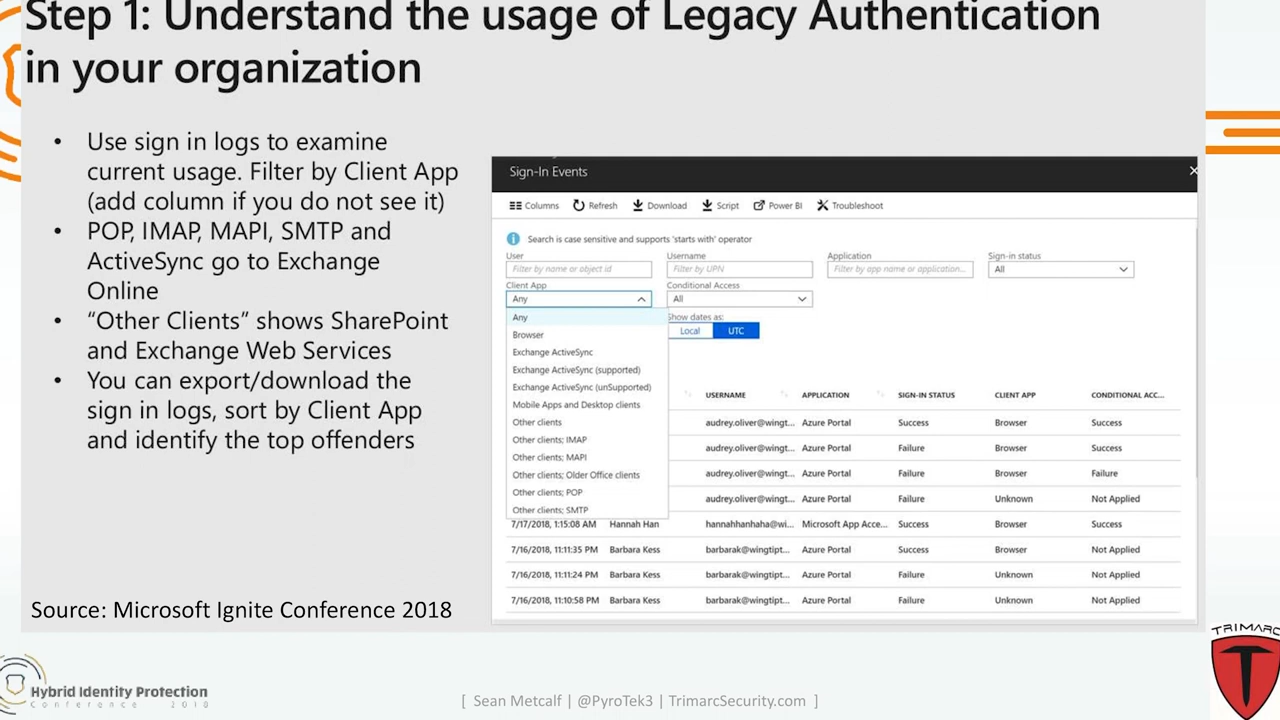 Step 1: Understand the usage of Legacy Authentication
in your organization
• Use sign in logs to examine
current usage. Filter by Client App
(add column if you do not see it)
• POP, IMAP, MAPI, SMTP and
ActiveSync go to Exchange
Online
• “Other Clients” shows SharePoint
and Exchange Web Services
• You can export/download the
sign in logs, sort by Client App
and identify the top offenders
Source: Microsoft Ignite Conference 2018
Sign-In Events
Columns Refresh Download Script Power BI Troubleshoot
Search is case sensitive and supports 'starts with' operator
User Username Application Sign-in status
Filter by name or object id Filter by UPN Filter by app name or application... All
Client App Conditional Access
Any All
Any
Browser
Exchange ActiveSync
Exchange ActiveSync (supported)
Exchange ActiveSync (unSupported)
Mobile Apps and Desktop clients
Other clients
Other clients; IMAP
Other clients; MAPI
Other clients; Older Office clients
Other clients; POP
Other clients; SMTP
Show dates as:
Local UTC
USERNAME APPLICATION SIGN-IN STATUS CLIENT APP CONDITIONAL ACC...
audrey.oliver@wingt... Azure Portal Success Browser Success
audrey.oliver@wingt... Azure Portal Failure Browser Success
audrey.oliver@wingt... Azure Portal Failure Browser Failure
audrey.oliver@wingt... Azure Portal Failure Unknown Not Applied
7/17/2018, 1:15:08 AM Hannah Han hannahhanhaha@wi... Microsoft App Acce... Success Browser Success
7/16/2018, 11:11:35 PM Barbara Kess barbarak@wingtipt... Azure Portal Success Browser Not Applied
7/16/2018, 11:11:24 PM Barbara Kess barbarak@wingtipt... Azure Portal Failure Unknown Not Applied
7/16/2018, 11:10:58 PM Barbara Kess barbarak@wingtipt... Azure Portal Failure Unknown Not Applied
Hybrid Identity Protection
Conference 2018
[ Sean Metcalf | @PyroTek3 | TrimarcSecurity.com ]
TRIMARC